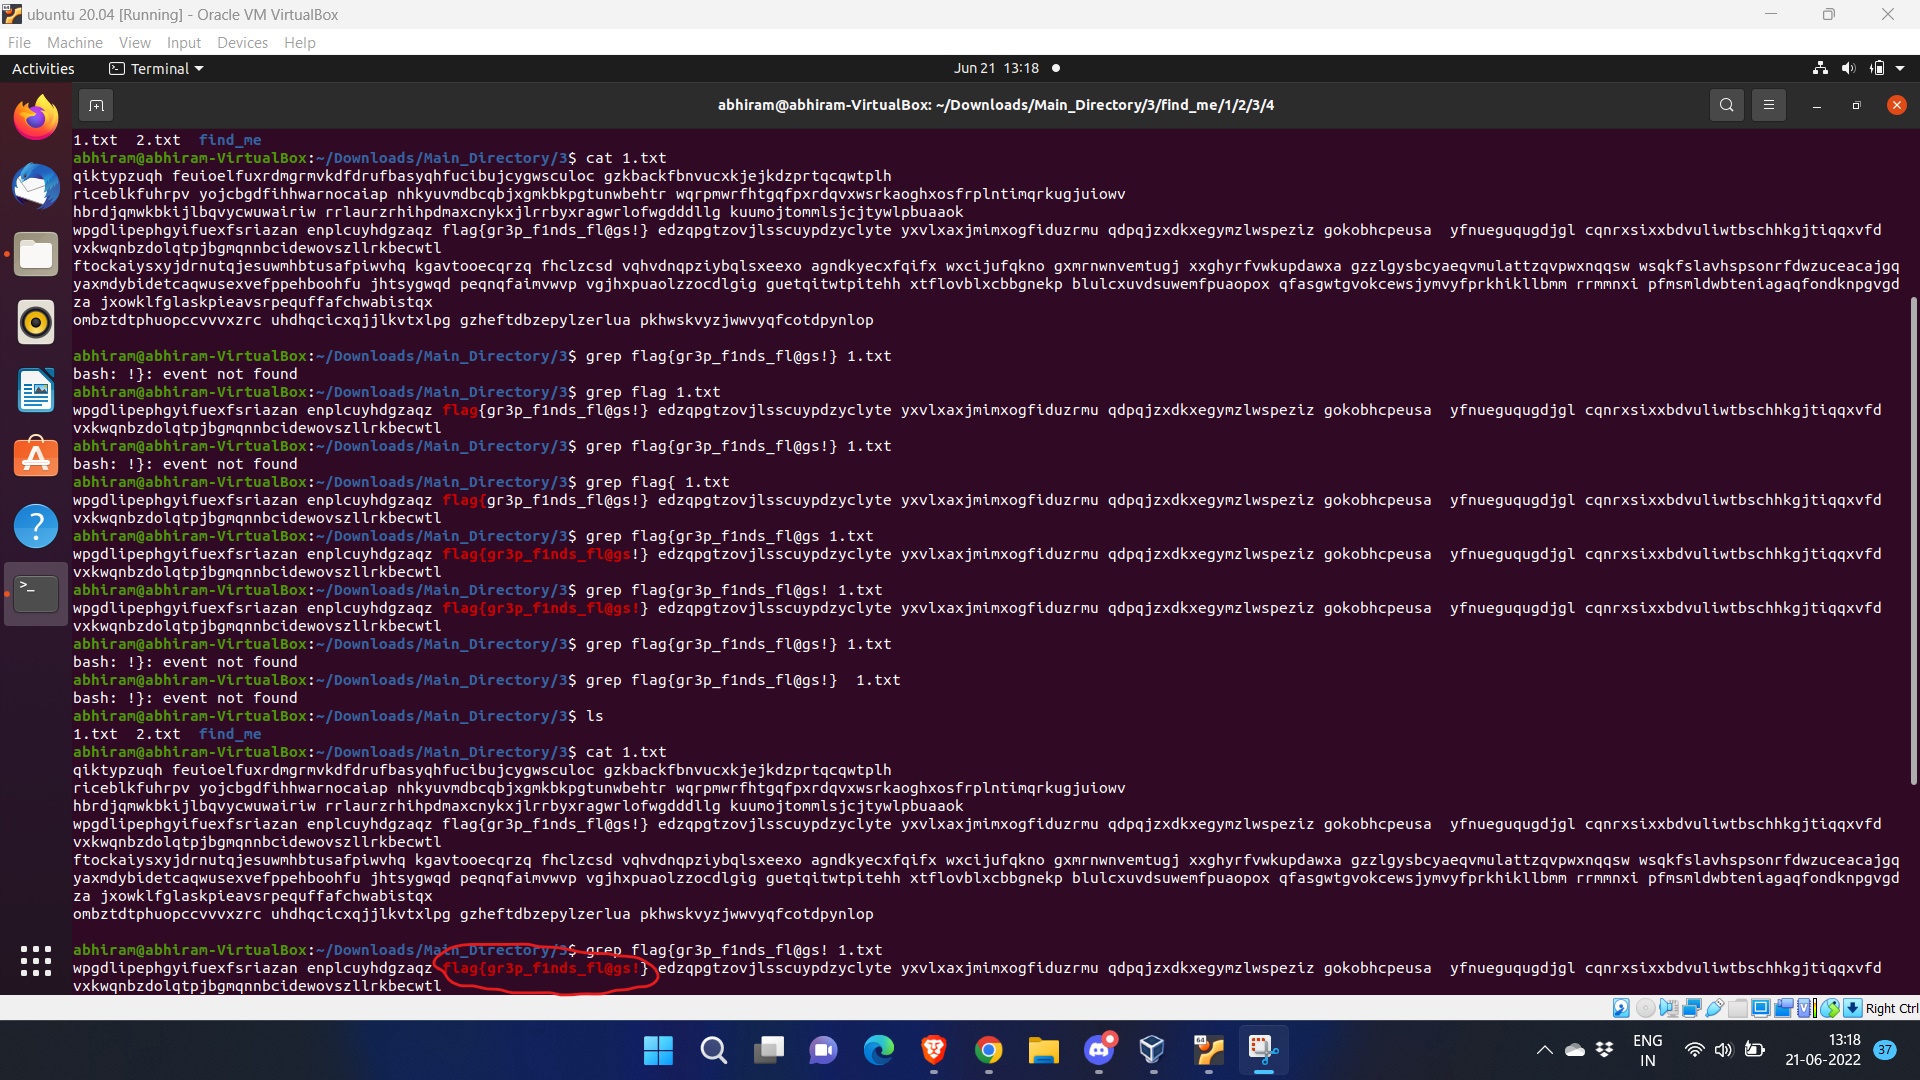 ubuntu 20.04 [Running] - Oracle VM VirtualBox
File Machine View Input Devices Help
Activities Terminal Jun 21 13:18
abhiram@abhiram-VirtualBox: ~/Downloads/Main_Directory/3/find_me/1/2/3/4
1.txt 2.txt find_me
abhiram@abhiram-VirtualBox:~/Downloads/Main_Directory/3$ cat 1.txt
qiktypzuqh feuioelfuxrdmgrmvkdfdrufbasyqhfucibujcygwsculoc gzkbackfbnvucxkjejkdzprtqcqwtplh
riceblkfuhrpv yojcbgdfihhwarnocaiap nhkyuvmdbcqbjxgmkbkpgtunwbehtr wqrpmwrfhtgqfpxrdqvxwsrkaoghxosfrplntimqrkugjuiowv
hbrdjqmwkbkijlbqvycwuwairiw rrlaurzrhihpdmaxcnykxjlrrbyxragwrlofwgdddllg kuumojtommlsjcjtywlpbuaaok
wpgdlipephgyifuexfsriazan enplcuyhdgzaqz flag{gr3p_f1nds_fl@gs!} edzqpgtzovjlsscuypdzyclyte yxvlxaxjmimxogfiduzrmu qdpqjzxdkxegymzlwspeziz gokobhcpeusa yfnueguqugdjgl cqnrxsixxbdvuliwtbschhkgjtiqqxvfd
vxkwqnbzdolqtpjbgmqnnbcidewovszllrkbecwtl
ftockaiysxyjdrnutqjesuwmhbtusafpiwvhq kgavtooecqrzq fhclzcsd vqhvdnqpziybqlsxeexo agndkyecxfqifx wxcijufqkno gxmrnwnvemtugj xxghyrfvwkupdawxa gzzlgysbcyaeqvmulattzqvpwxnqqsw wsqkfslavhspsonrfdwzuceacajgq
yaxmdybidetcaqwusexvefppehboohfu jhtsygwqd peqnqfaimvwvp vgjhxpuaolzzocdlgig guetqitwtpitehh xtflovblxcbbgnekp blulcxuvdsuwemfpuaopox qfasgwtgvokcewsjymvyfprkhikllbmm rrmmnxi pfmsmldwbteniagaqfondknpgvgd
za jxowklfglaskpieavsrpequffafchwabistqx
ombztdtphuopccvvvxzrc uhdhqcicxqjjlkvtxlpg gzheftdbzepylzerlua pkhwskvyzjwwvyqfcotdpynlop
abhiram@abhiram-VirtualBox:~/Downloads/Main_Directory/3$ grep flag{gr3p_f1nds_fl@gs!} 1.txt
bash: !}: event not found
abhiram@abhiram-VirtualBox:~/Downloads/Main_Directory/3$ grep flag 1.txt
wpgdlipephgyifuexfsriazan enplcuyhdgzaqz flag{gr3p_f1nds_fl@gs!} edzqpgtzovjlsscuypdzyclyte yxvlxaxjmimxogfiduzrmu qdpqjzxdkxegymzlwspeziz gokobhcpeusa yfnueguqugdjgl cqnrxsixxbdvuliwtbschhkgjtiqqxvfd
vxkwqnbzdolqtpjbgmqnnbcidewovszllrkbecwtl
abhiram@abhiram-VirtualBox:~/Downloads/Main_Directory/3$ grep flag{gr3p_f1nds_fl@gs!} 1.txt
bash: !}: event not found
abhiram@abhiram-VirtualBox:~/Downloads/Main_Directory/3$ grep flag{ 1.txt
wpgdlipephgyifuexfsriazan enplcuyhdgzaqz flag{gr3p_f1nds_fl@gs!} edzqpgtzovjlsscuypdzyclyte yxvlxaxjmimxogfiduzrmu qdpqjzxdkxegymzlwspeziz gokobhcpeusa yfnueguqugdjgl cqnrxsixxbdvuliwtbschhkgjtiqqxvfd
vxkwqnbzdolqtpjbgmqnnbcidewovszllrkbecwtl
abhiram@abhiram-VirtualBox:~/Downloads/Main_Directory/3$ grep flag{gr3p_f1nds_fl@gs 1.txt
wpgdlipephgyifuexfsriazan enplcuyhdgzaqz flag{gr3p_f1nds_fl@gs!} edzqpgtzovjlsscuypdzyclyte yxvlxaxjmimxogfiduzrmu qdpqjzxdkxegymzlwspeziz gokobhcpeusa yfnueguqugdjgl cqnrxsixxbdvuliwtbschhkgjtiqqxvfd
vxkwqnbzdolqtpjbgmqnnbcidewovszllrkbecwtl
abhiram@abhiram-VirtualBox:~/Downloads/Main_Directory/3$ grep flag{gr3p_f1nds_fl@gs! 1.txt
wpgdlipephgyifuexfsriazan enplcuyhdgzaqz flag{gr3p_f1nds_fl@gs!} edzqpgtzovjlsscuypdzyclyte yxvlxaxjmimxogfiduzrmu qdpqjzxdkxegymzlwspeziz gokobhcpeusa yfnueguqugdjgl cqnrxsixxbdvuliwtbschhkgjtiqqxvfd
vxkwqnbzdolqtpjbgmqnnbcidewovszllrkbecwtl
abhiram@abhiram-VirtualBox:~/Downloads/Main_Directory/3$ grep flag{gr3p_f1nds_fl@gs!} 1.txt
bash: !}: event not found
abhiram@abhiram-VirtualBox:~/Downloads/Main_Directory/3$ grep flag{gr3p_f1nds_fl@gs!}  1.txt
bash: !}: event not found
abhiram@abhiram-VirtualBox:~/Downloads/Main_Directory/3$ ls
1.txt 2.txt find_me
abhiram@abhiram-VirtualBox:~/Downloads/Main_Directory/3$ cat 1.txt
qiktypzuqh feuioelfuxrdmgrmvkdfdrufbasyqhfucibujcygwsculoc gzkbackfbnvucxkjejkdzprtqcqwtplh
riceblkfuhrpv yojcbgdfihhwarnocaiap nhkyuvmdbcqbjxgmkbkpgtunwbehtr wqrpmwrfhtgqfpxrdqvxwsrkaoghxosfrplntimqrkugjuiowv
hbrdjqmwkbkijlbqvycwuwairiw rrlaurzrhihpdmaxcnykxjlrrbyxragwrlofwgdddllg kuumojtommlsjcjtywlpbuaaok
wpgdlipephgyifuexfsriazan enplcuyhdgzaqz flag{gr3p_f1nds_fl@gs!} edzqpgtzovjlsscuypdzyclyte yxvlxaxjmimxogfiduzrmu qdpqjzxdkxegymzlwspeziz gokobhcpeusa yfnueguqugdjgl cqnrxsixxbdvuliwtbschhkgjtiqqxvfd
vxkwqnbzdolqtpjbgmqnnbcidewovszllrkbecwtl
ftockaiysxyjdrnutqjesuwmhbtusafpiwvhq kgavtooecqrzq fhclzcsd vqhvdnqpziybqlsxeexo agndkyecxfqifx wxcijufqkno gxmrnwnvemtugj xxghyrfvwkupdawxa gzzlgysbcyaeqvmulattzqvpwxnqqsw wsqkfslavhspsonrfdwzuceacajgq
yaxmdybidetcaqwusexvefppehboohfu jhtsygwqd peqnqfaimvwvp vgjhxpuaolzzocdlgig guetqitwtpitehh xtflovblxcbbgnekp blulcxuvdsuwemfpuaopox qfasgwtgvokcewsjymvyfprkhikllbmm rrmmnxi pfmsmldwbteniagaqfondknpgvgd
za jxowklfglaskpieavsrpequffafchwabistqx
ombztdtphuopccvvvxzrc uhdhqcicxqjjlkvtxlpg gzheftdbzepylzerlua pkhwskvyzjwwvyqfcotdpynlop
abhiram@abhiram-VirtualBox:~/Downloads/Main_Directory/3$ grep flag{gr3p_f1nds_fl@gs! 1.txt
wpgdlipephgyifuexfsriazan enplcuyhdgzaqz flag{gr3p_f1nds_fl@gs!} edzqpgtzovjlsscuypdzyclyte yxvlxaxjmimxogfiduzrmu qdpqjzxdkxegymzlwspeziz gokobhcpeusa yfnueguqugdjgl cqnrxsixxbdvuliwtbschhkgjtiqqxvfd
vxkwqnbzdolqtpjbgmqnnbcidewovszllrkbecwtl
Right Ctrl
ENG
IN
13:18
21-06-2022
37